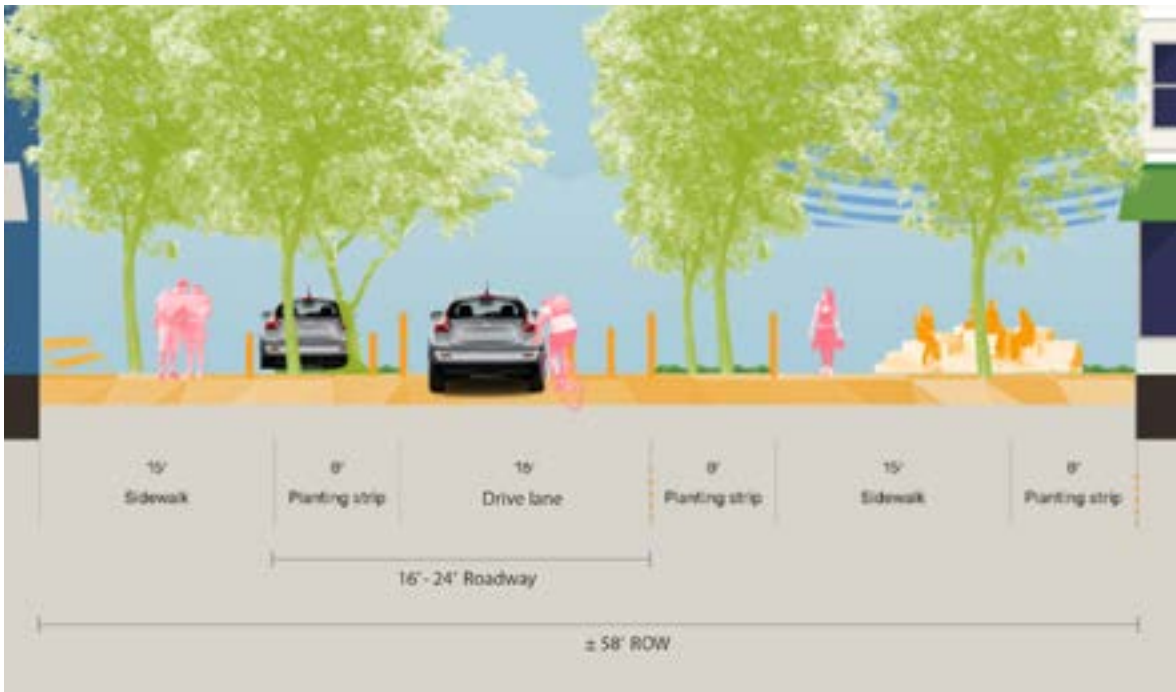 15'
Sidewalk
8'
Planting strip
16'
Drive lane
8'
Planting strip
15'
Sidewalk
8'
Planting strip
16'- 24' Roadway
± 58' ROW